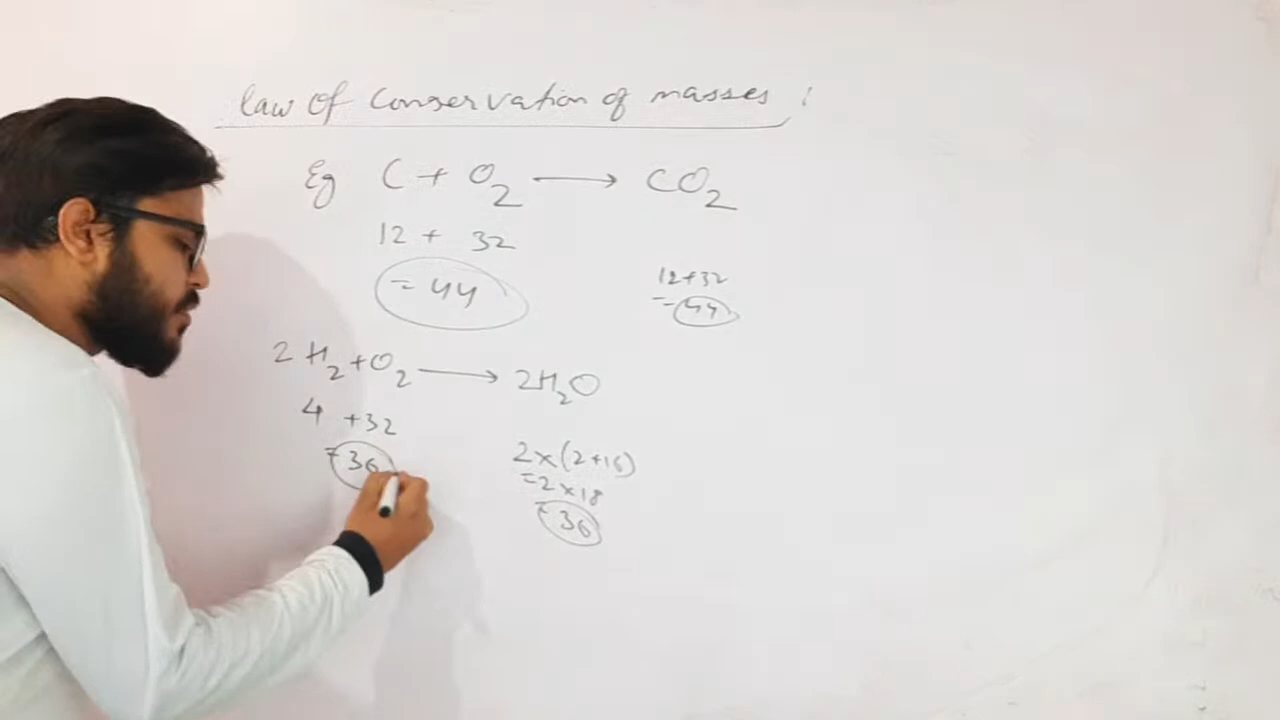 law of conservation of masses :
Eg C + O2 → CO2
12 + 32
= 44
12+32
= 44
2H2 + O2 → 2H2O
4 + 32
= 36
2 × (2+16)
= 2 × 18
= 36